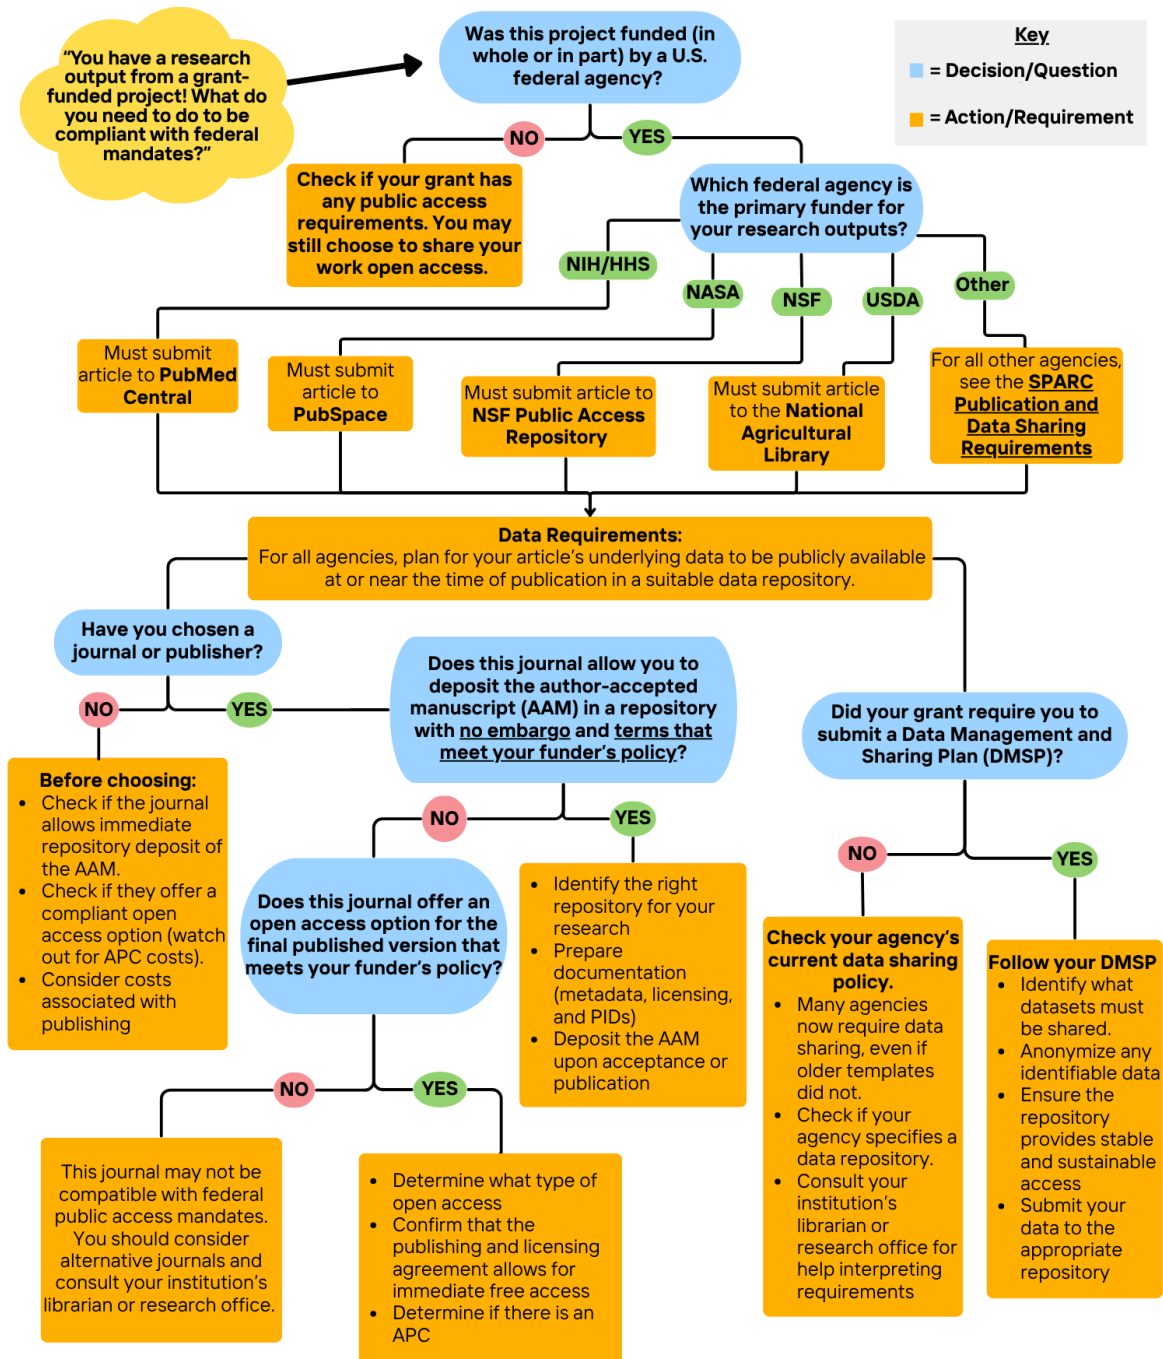 “You have a research
output from a grant-
funded project! What do
you need to do to be
compliant with federal
mandates?”
Was this project funded (in
whole or in part) by a U.S.
federal agency?
Key
= Decision/Question
= Action/Requirement
NO
YES
Check if your grant has
any public access
requirements. You may
still choose to share your
work open access.
Which federal agency is
the primary funder for
your research outputs?
NIH/HHS
NASA
NSF
USDA
Other
Must submit
article to PubMed
Central
Must submit
article to
PubSpace
Must submit article to
NSF Public Access
Repository
Must submit article
to the National
Agricultural
Library
For all other agencies,
see the SPARC
Publication and
Data Sharing
Requirements
Data Requirements:
For all agencies, plan for your article’s underlying data to be publicly available
at or near the time of publication in a suitable data repository.
Have you chosen a
journal or publisher?
NO
YES
Before choosing:
• Check if the journal
allows immediate
repository deposit of
the AAM.
• Check if they offer a
compliant open
access option (watch
out for APC costs).
• Consider costs
associated with
publishing
Does this journal allow you to
deposit the author-accepted
manuscript (AAM) in a repository
with no embargo and terms that
meet your funder’s policy?
NO
YES
Does this journal offer an
open access option for the
final published version that
meets your funder’s policy?
• Identify the right
repository for your
research
• Prepare
documentation
(metadata, licensing,
and PIDs)
• Deposit the AAM
upon acceptance or
publication
NO
YES
This journal may not be
compatible with federal
public access mandates.
You should consider
alternative journals and
consult your institution’s
librarian or research office.
• Determine what type of
open access
• Confirm that the
publishing and licensing
agreement allows for
immediate free access
• Determine if there is an
APC
Did your grant require you to
submit a Data Management and
Sharing Plan (DMSP)?
NO
YES
Check your agency’s
current data sharing
policy.
• Many agencies
now require data
sharing, even if
older templates
did not.
• Check if your
agency specifies a
data repository.
• Consult your
institution’s
librarian or
research office for
help interpreting
requirements
Follow your DMSP
• Identify what
datasets must
be shared.
• Anonymize any
identifiable data
• Ensure the
repository
provides stable
and sustainable
access
• Submit your
data to the
appropriate
repository